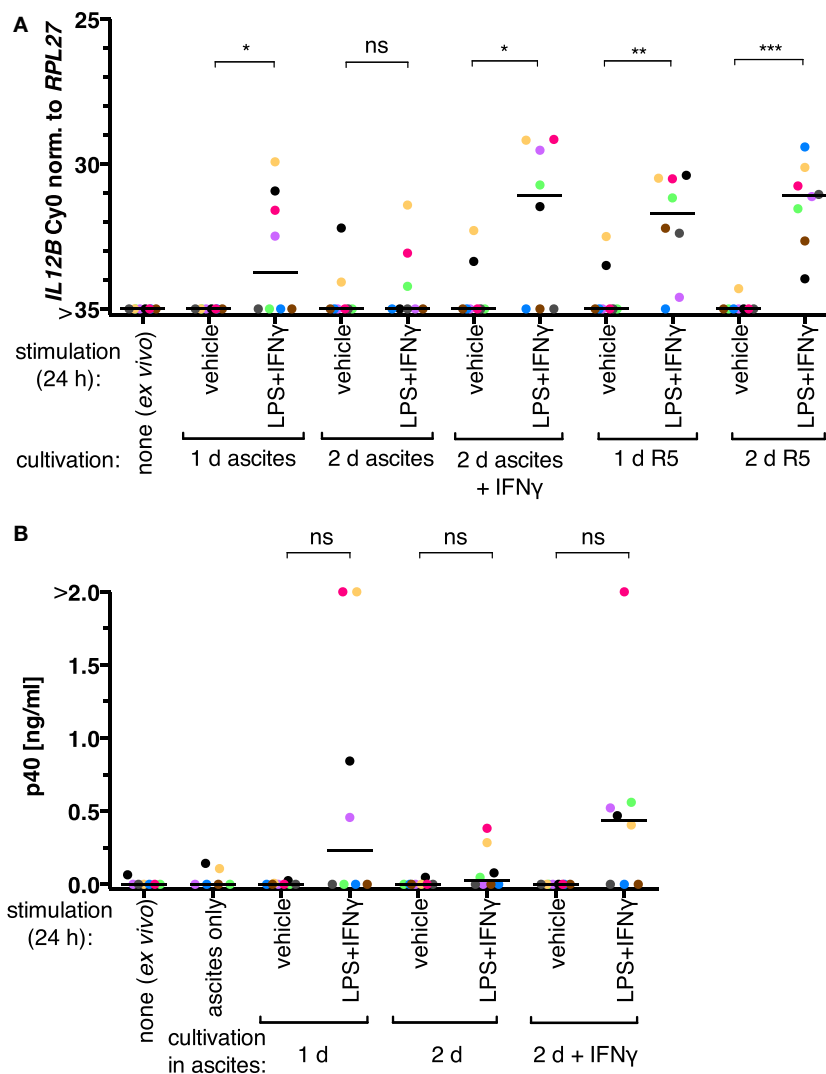 A
IL12B Cy0 norm. to RPL27
25
30
>35
* ns * ** ***
stimulation
(24 h):
none (ex vivo)
vehicle
LPS+IFNγ
vehicle
LPS+IFNγ
vehicle
LPS+IFNγ
vehicle
LPS+IFNγ
vehicle
LPS+IFNγ
cultivation: 1 d ascites 2 d ascites 2 d ascites 1 d R5 2 d R5
+ IFNγ
B
ns ns ns
p40 [ng/ml]
>2.0
1.5
1.0
0.5
0.0
stimulation
(24 h):
none (ex vivo)
ascites only
vehicle
LPS+IFNγ
vehicle
LPS+IFNγ
vehicle
LPS+IFNγ
cultivation
in ascites: 1 d 2 d 2 d + IFNγ